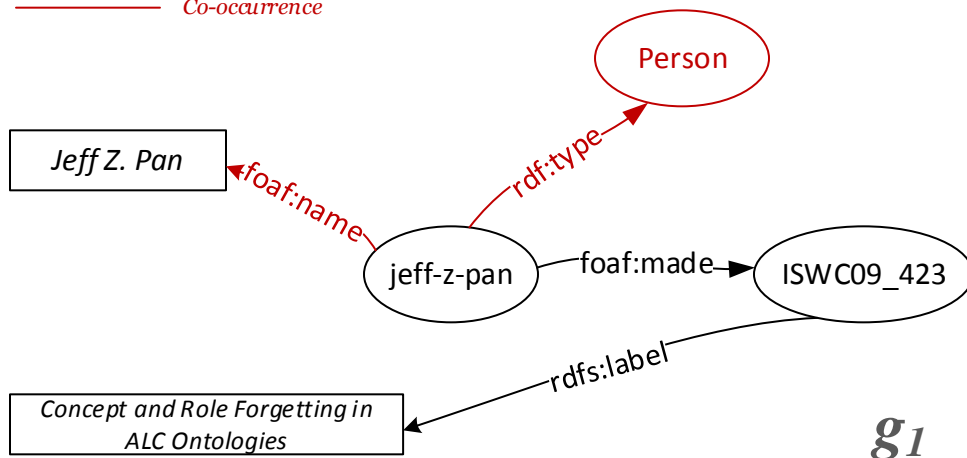 Co-occurrence
Person
Jeff Z. Pan
rdf:type
foaf:name
jeff-z-pan
foaf:made
ISWC09_423
rdfs:label
Concept and Role Forgetting in
ALC Ontologies
g1